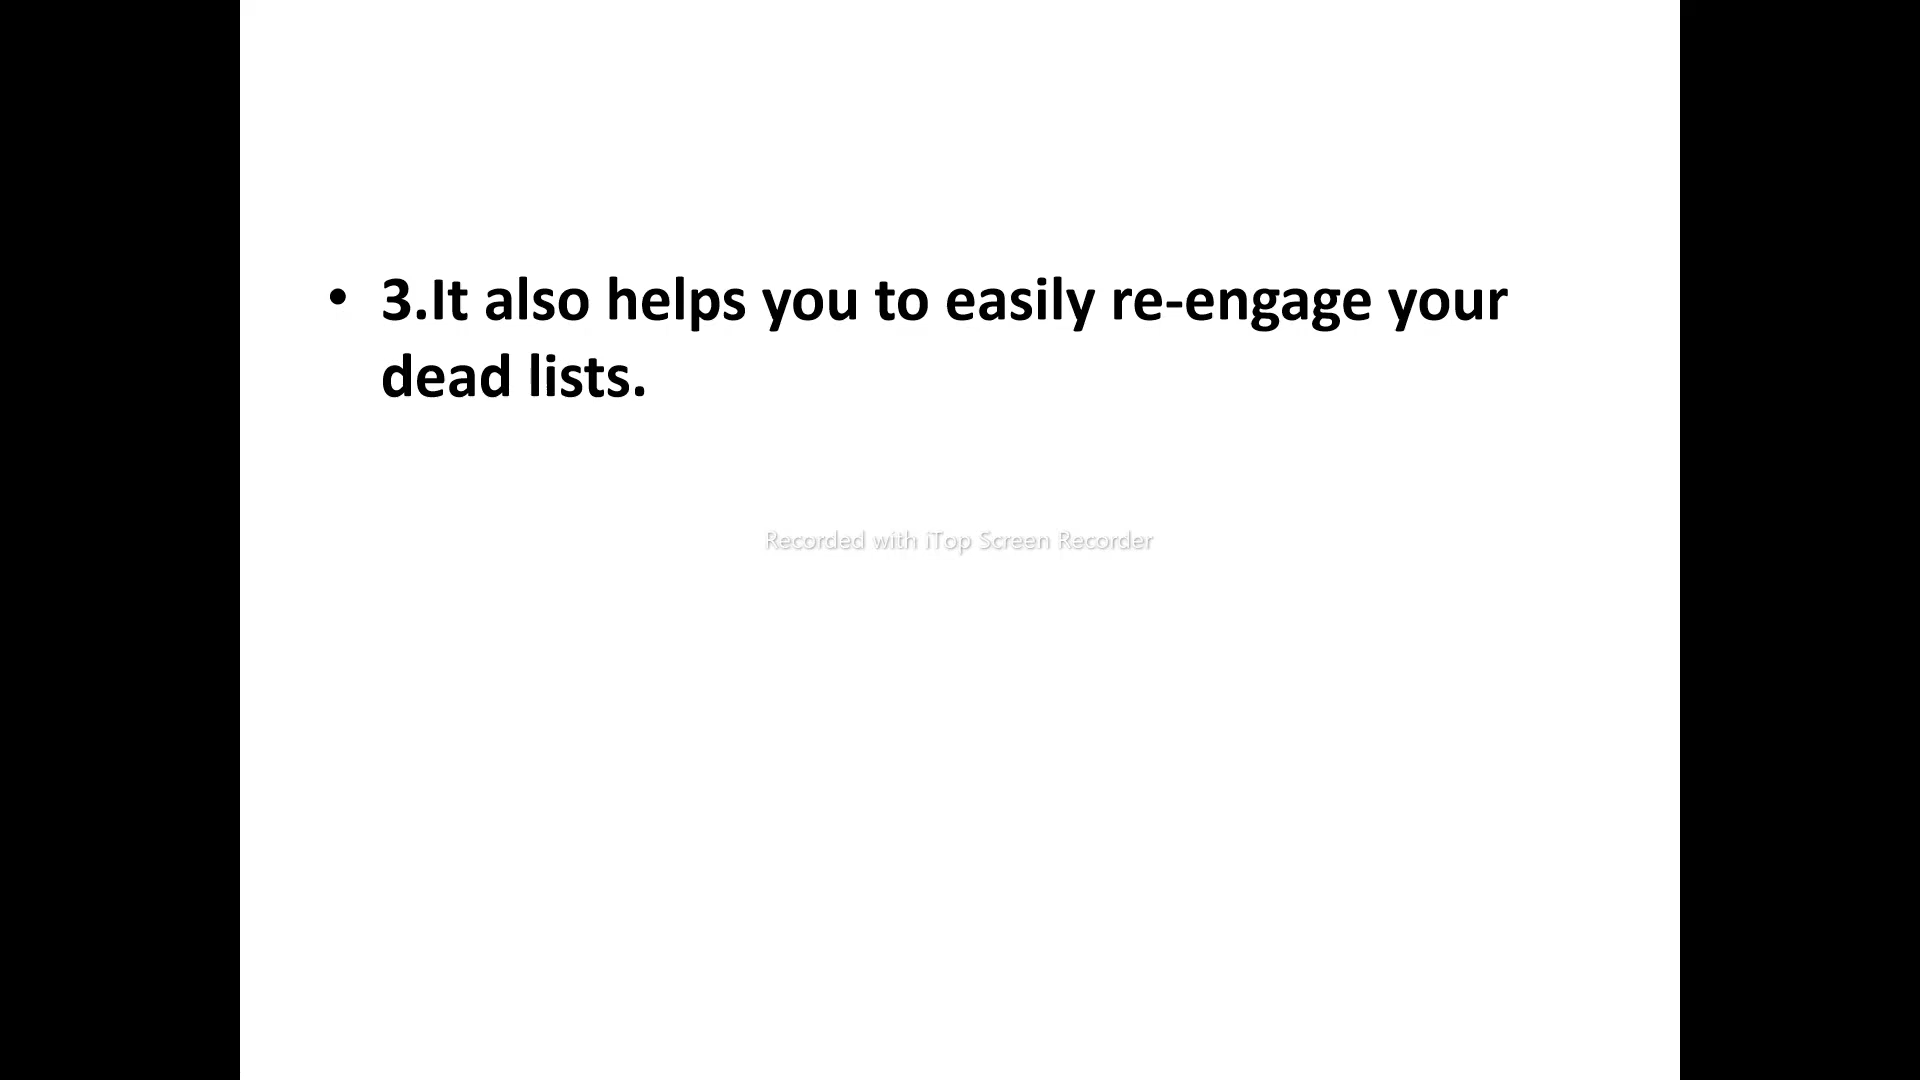 • 3.It also helps you to easily re-engage your
dead lists.
Recorded with iTop Screen Recorder